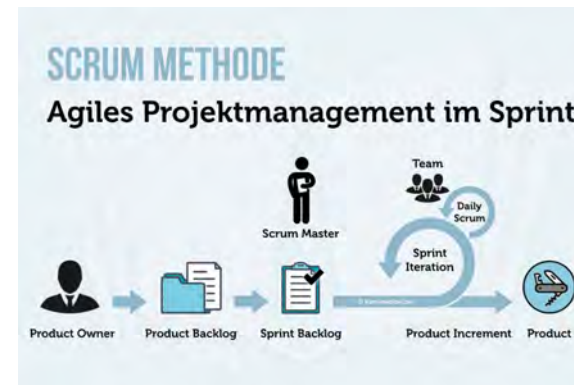 SCRUM METHODE
Agiles Projektmanagement im Sprint
Team
Daily
Scrum
Scrum Master
Sprint
Iteration
Product Owner
Product Backlog
Sprint Backlog
Product Increment
Product